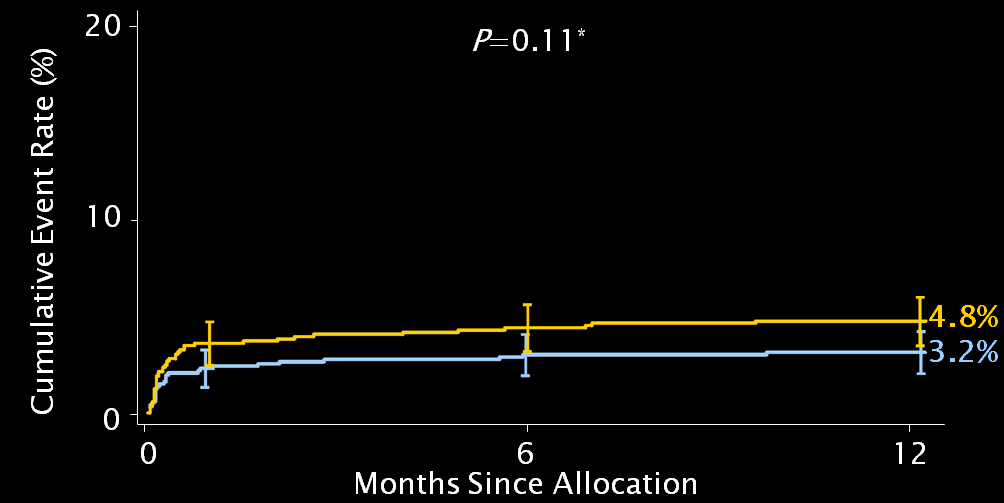 20
P=0.11*
Cumulative Event Rate (%)
10
4.8%
3.2%
0
0 6 12
Months Since Allocation